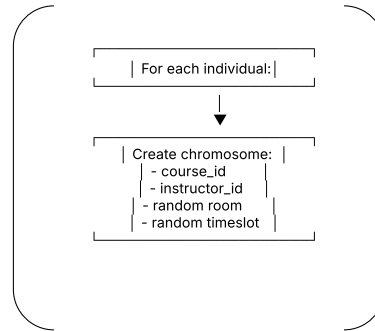 | For each individual: |
| Create chromosome: |
| - course_id |
| - instructor_id |
| - random room |
| - random timeslot |